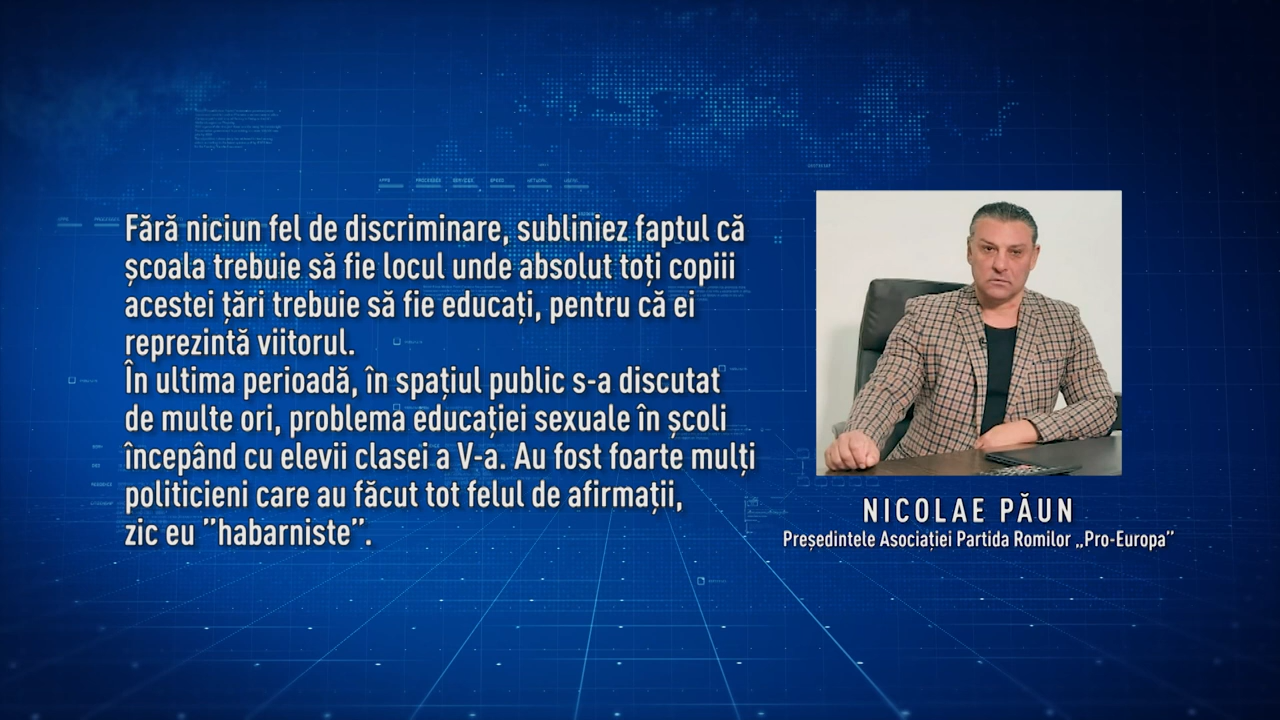 Fără niciun fel de discriminare, subliniez faptul că
școala trebuie să fie locul unde absolut toți copiii
acestei țări trebuie să fie educați, pentru că ei
reprezintă viitorul.
În ultima perioadă, în spațiul public s-a discutat
de multe ori, problema educației sexuale în școli
începând cu elevii clasei a V-a. Au fost foarte mulți
politicieni care au făcut tot felul de afirmații,
zic eu ”habarniste”.
NICOLAE PĂUN
Președintele Asociației Partida Romilor „Pro-Europa”